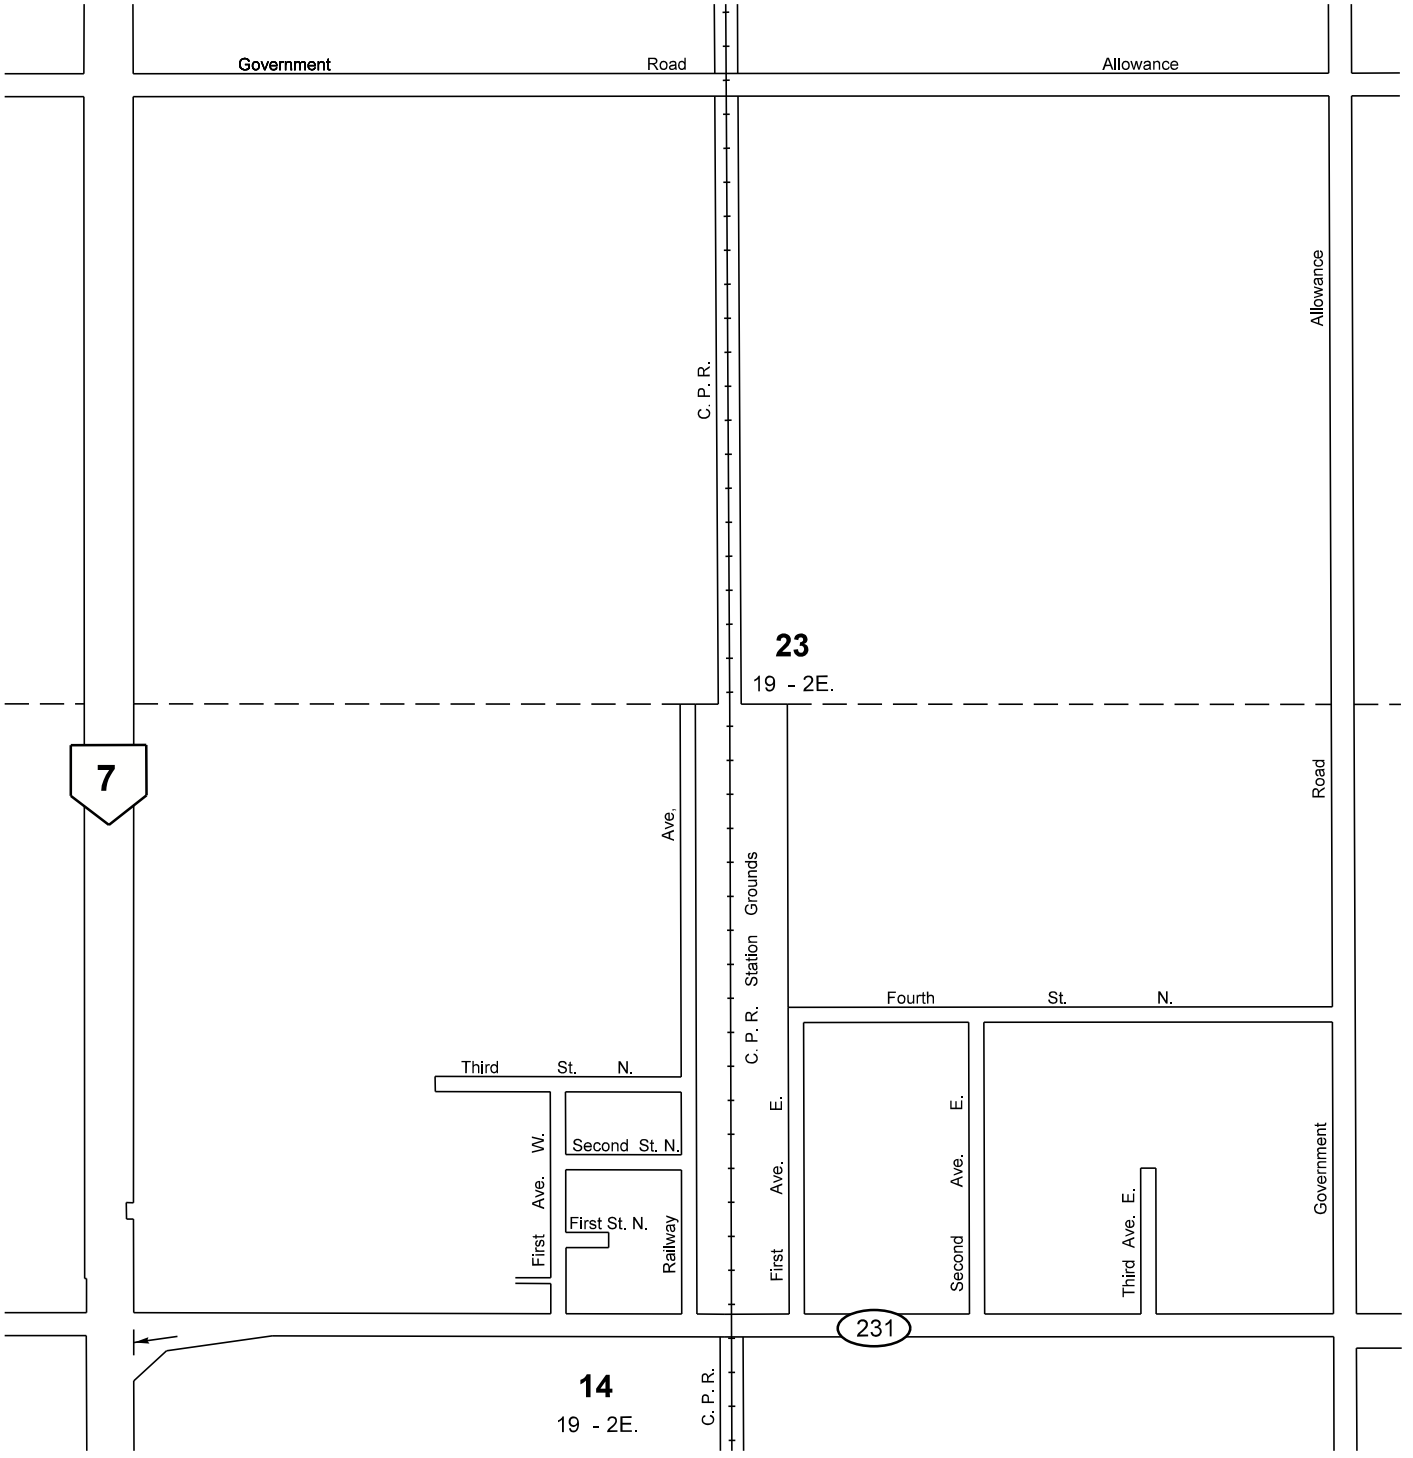 Government Road Allowance
Allowance
C. P. R.
23
19 - 2E.
7
Road
Ave,
C. P. R. Station Grounds
Fourth St. N.
Third St. N.
First Ave. W.
Second St. N.
First St. N.
Railway
First Ave. E.
Second Ave. E.
Third Ave. E.
Government
231
14
19 - 2E.
C. P. R.